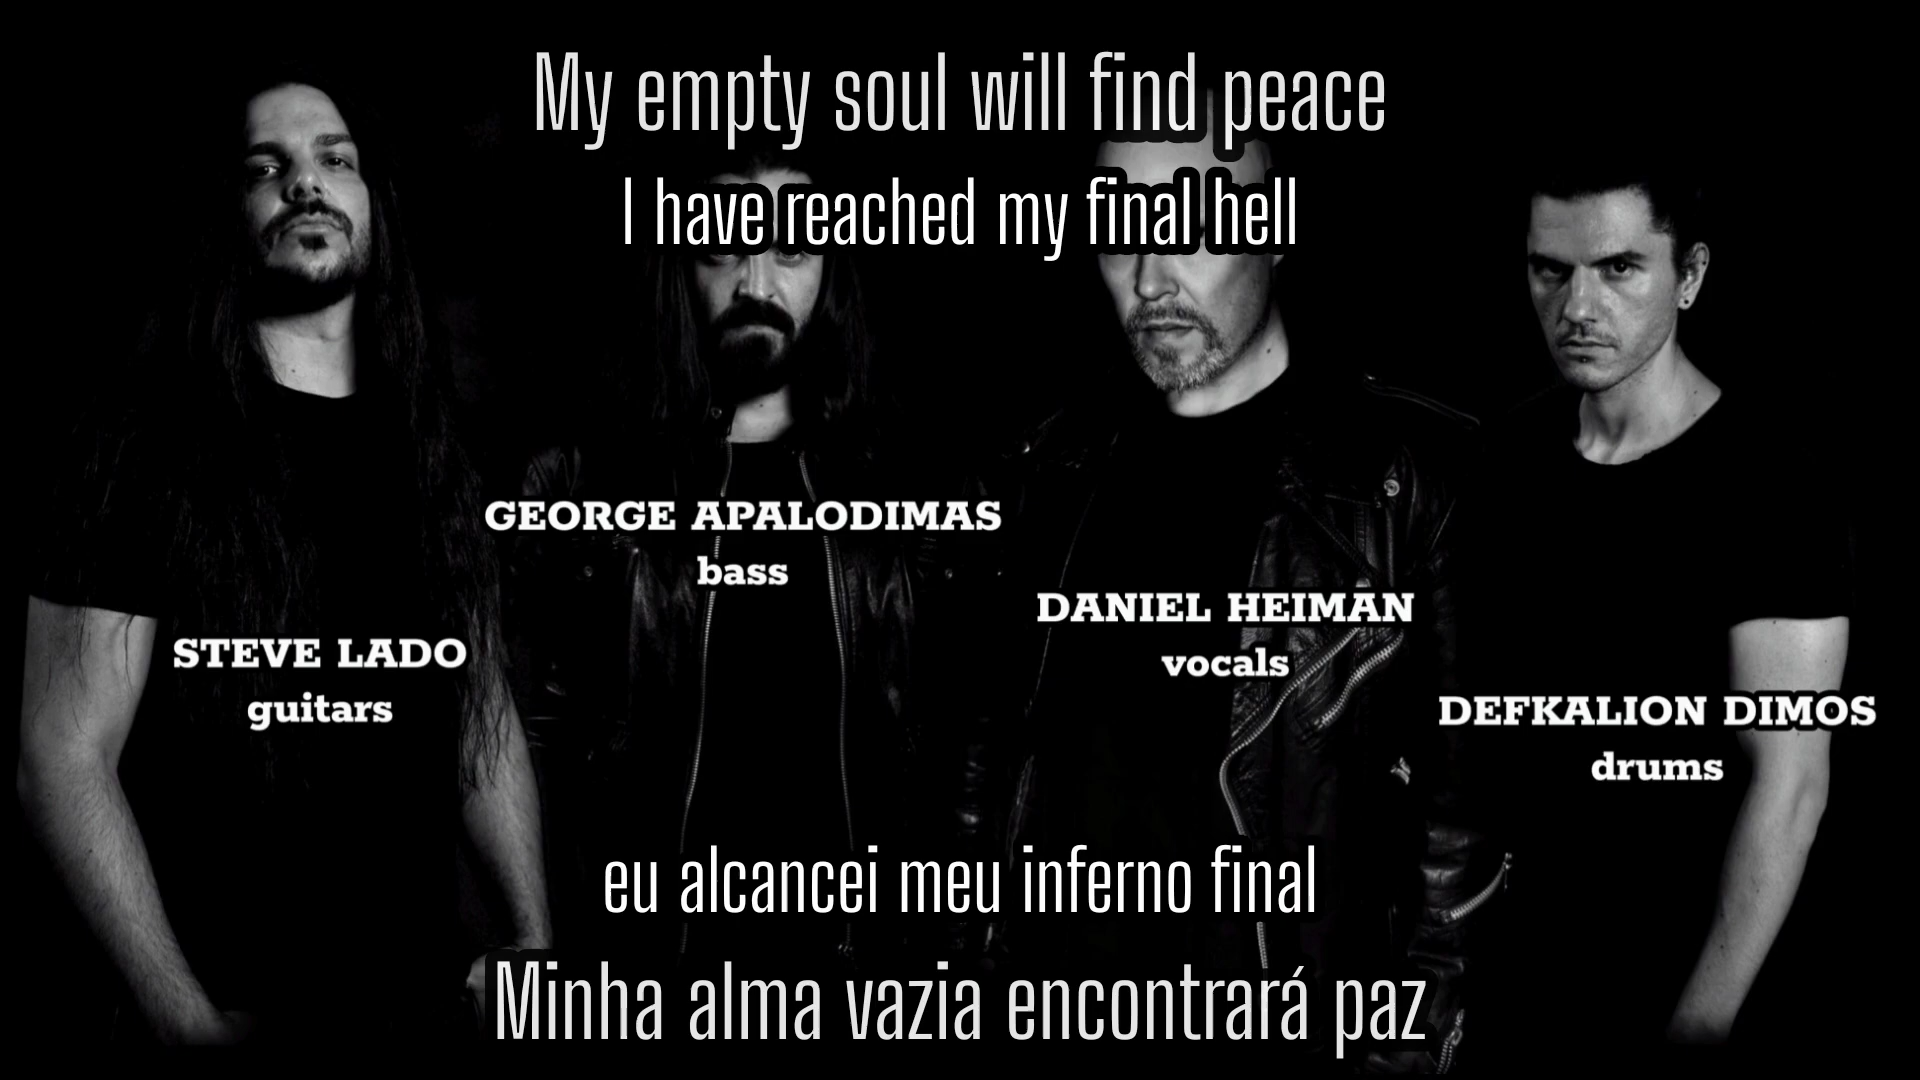 My empty soul will find peace
I have reached my final hell
GEORGE APALODIMAS
bass
DANIEL HEIMAN
vocals
STEVE LADO
guitars
DEFKALION DIMOS
drums
eu alcancei meu inferno final
Minha alma vazia encontrará paz